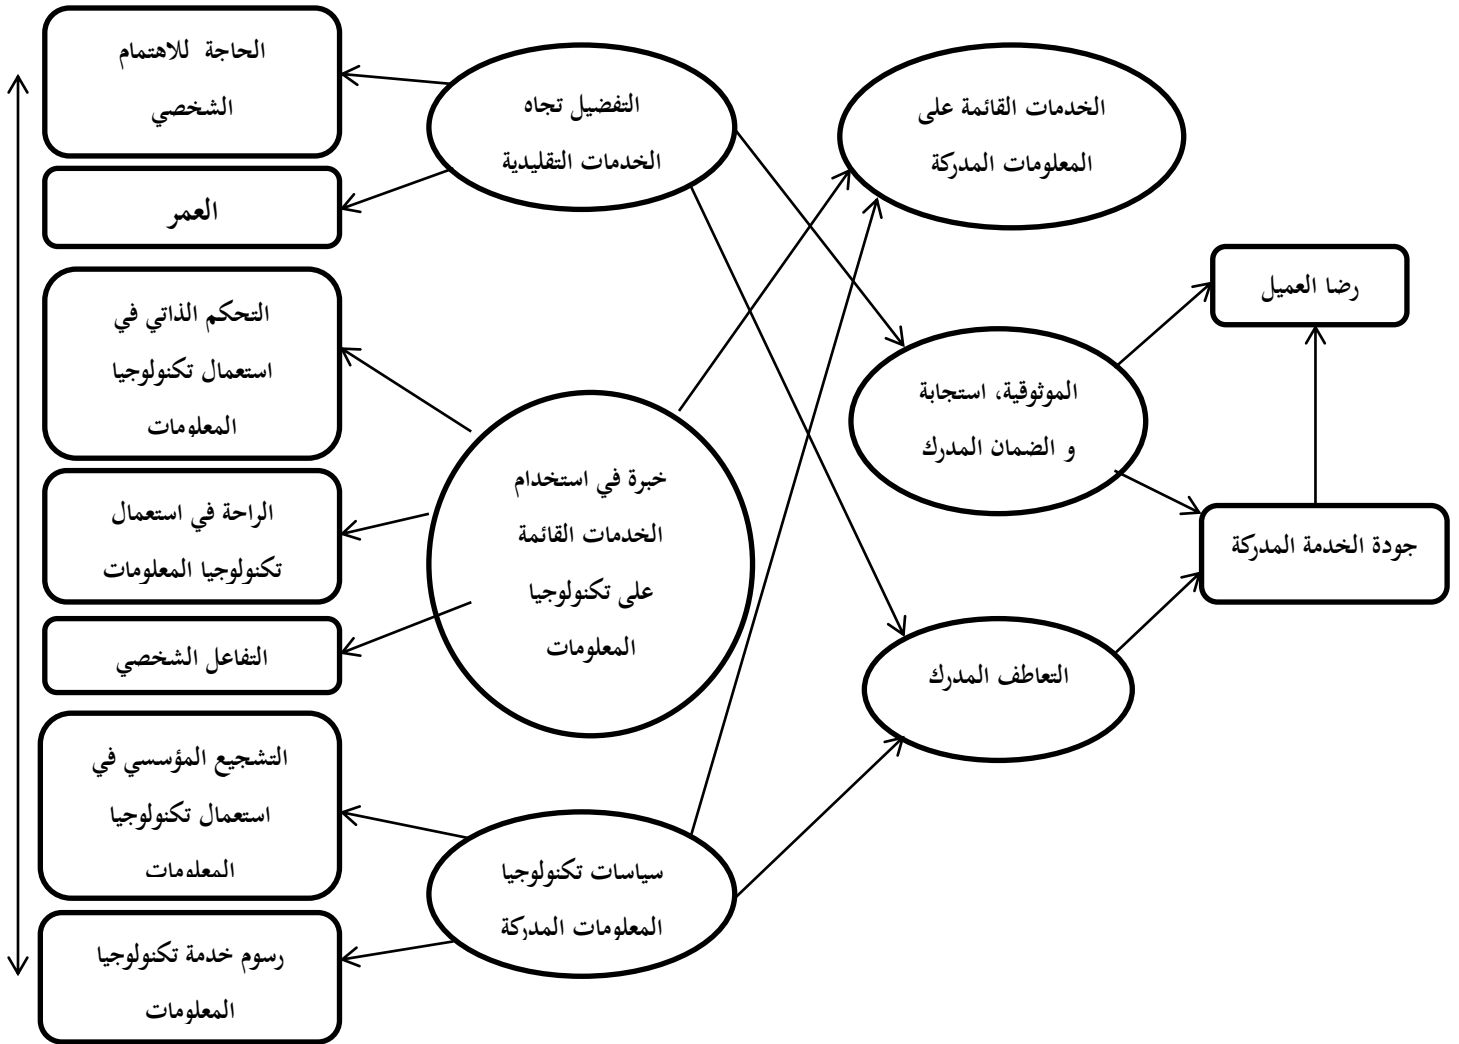 الحاجة للاهتمام
الشخصي
العمر
التحكم الذاتي في
استعمال تكنولوجيا
المعلومات
الراحة في استعمال
تكنولوجيا المعلومات
التفاعل الشخصي
التشجيع المؤسسي في
استعمال تكنولوجيا
المعلومات
رسوم خدمة تكنولوجيا
المعلومات
التفضيل تجاه
الخدمات التقليدية
خبرة في استخدام
الخدمات القائمة
على تكنولوجيا
المعلومات
سياسات تكنولوجيا
المعلومات المدركة
الخدمات القائمة على
المعلومات المدركة
الموثوقية، استجابة
و الضمان المدرك
التعاطف المدرك
رضا العميل
جودة الخدمة المدركة